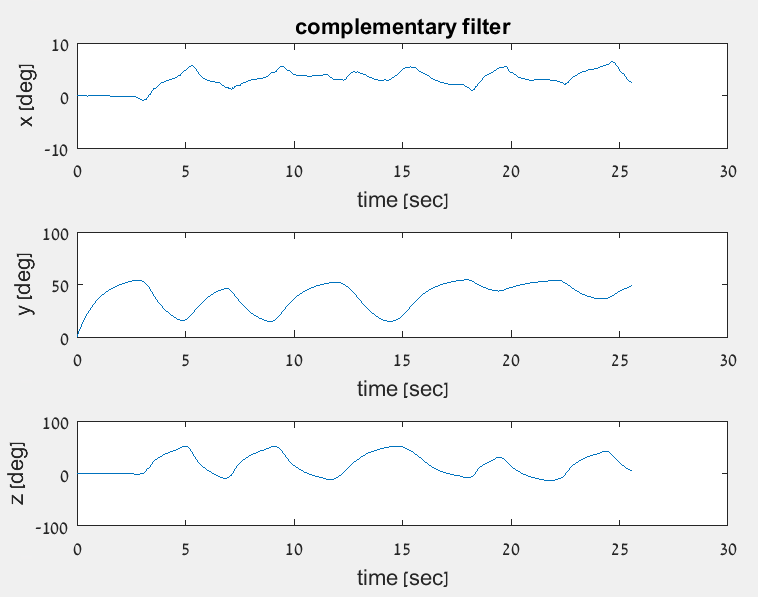 complementary filter
10
0
-10
x [deg]
0 5 10 15 20 25 30
time [sec]
100
50
0
y [deg]
0 5 10 15 20 25 30
time [sec]
100
0
-100
z [deg]
0 5 10 15 20 25 30
time [sec]